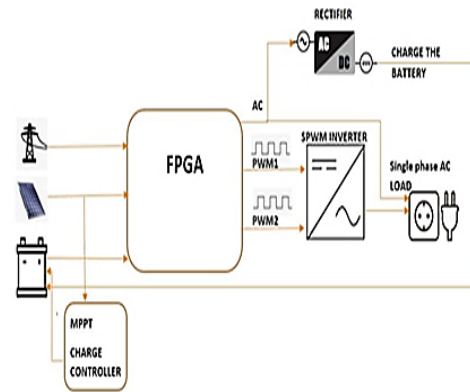 RECTIFIER
AC
DC
CHARGE THE
BATTERY
AC
FPGA
PWM1
SPWM INVERTER
PWM2
Single phase AC
LOAD
MPPT
CHARGE
CONTROLLER